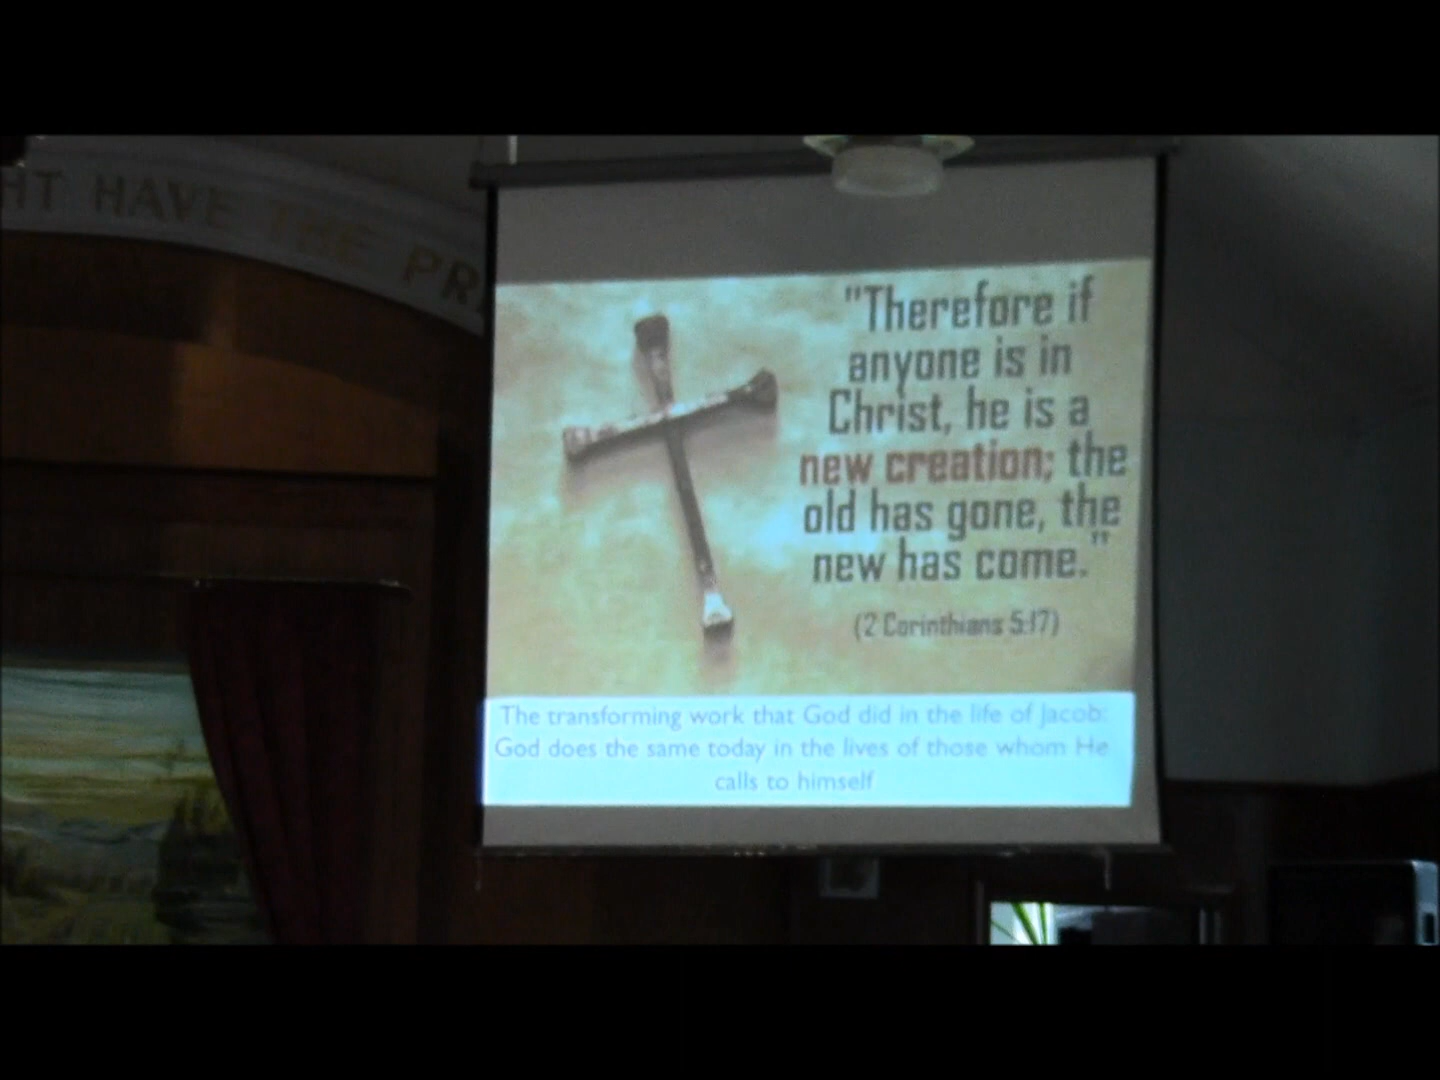 HT HAVE THE PR
"Therefore if
anyone is in
Christ, he is a
new creation; the
old has gone, the
new has come."
(2 Corinthians 5:17)
The transforming work that God did in the life of Jacob:
God does the same today in the lives of those whom He
calls to himself